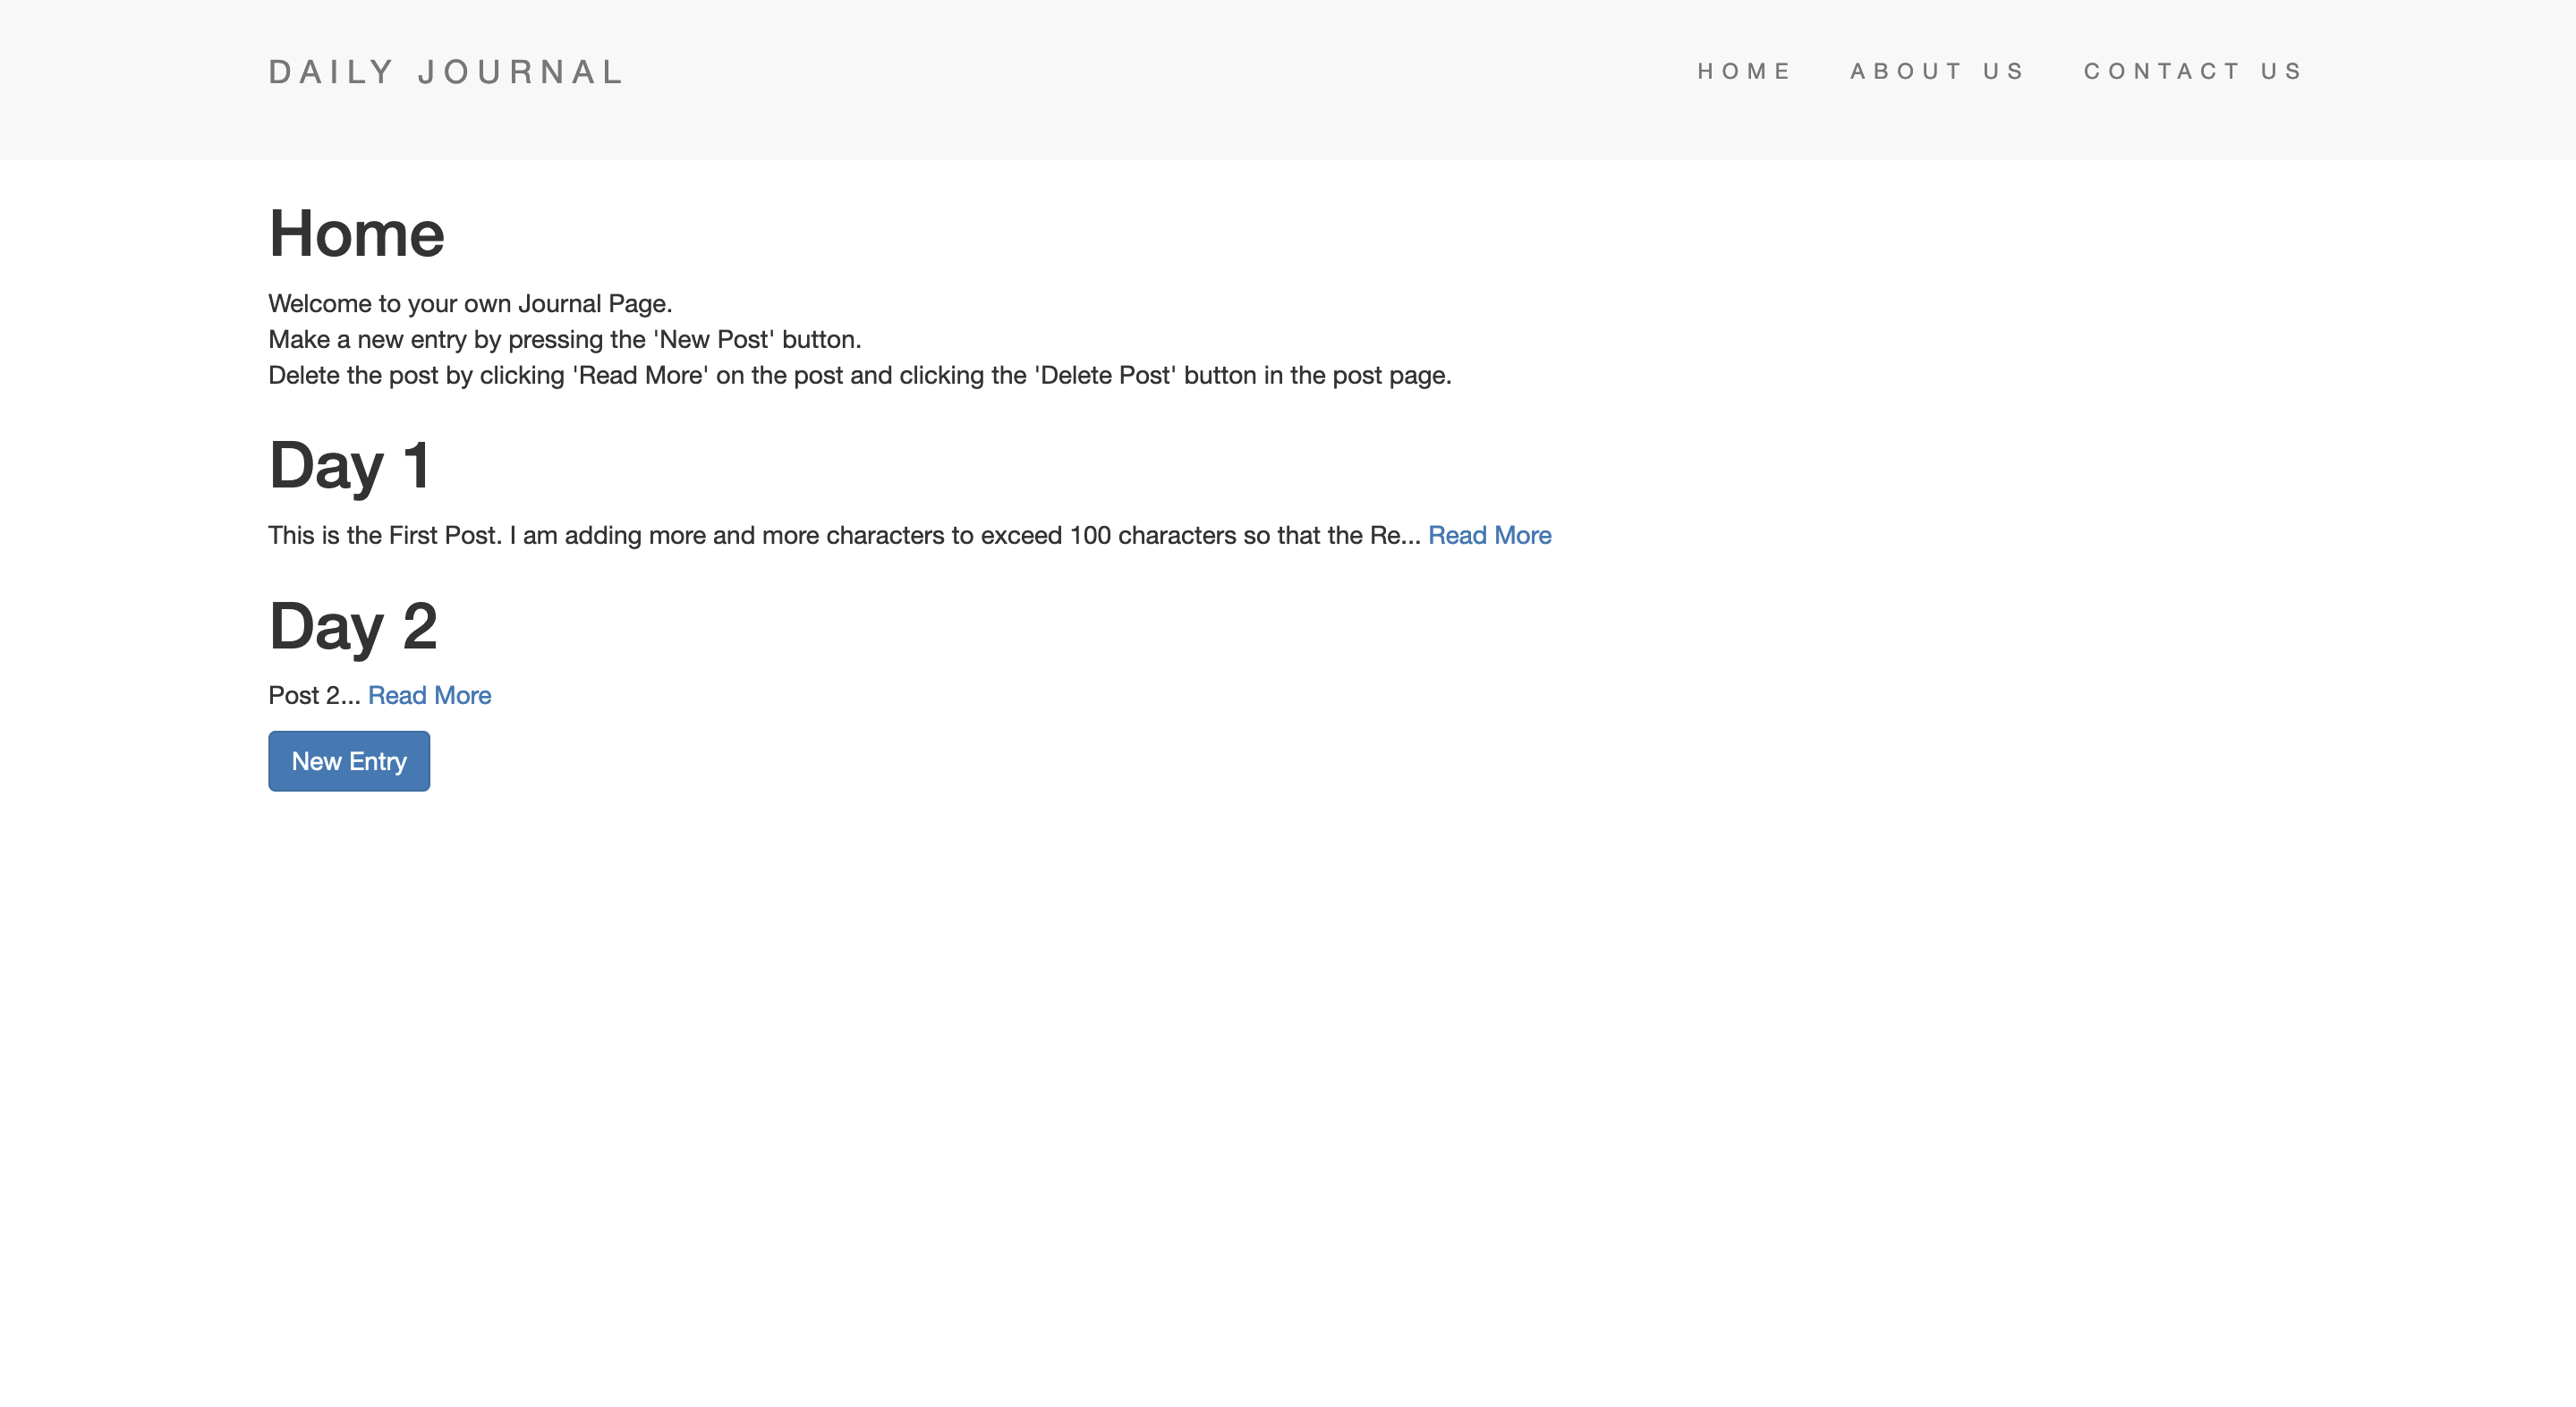 DAILY JOURNAL
HOME ABOUT US CONTACT US
Home
Welcome to your own Journal Page.
Make a new entry by pressing the 'New Post' button.
Delete the post by clicking 'Read More' on the post and clicking the 'Delete Post' button in the post page.
Day 1
This is the First Post. I am adding more and more characters to exceed 100 characters so that the Re... Read More
Day 2
Post 2... Read More
New Entry